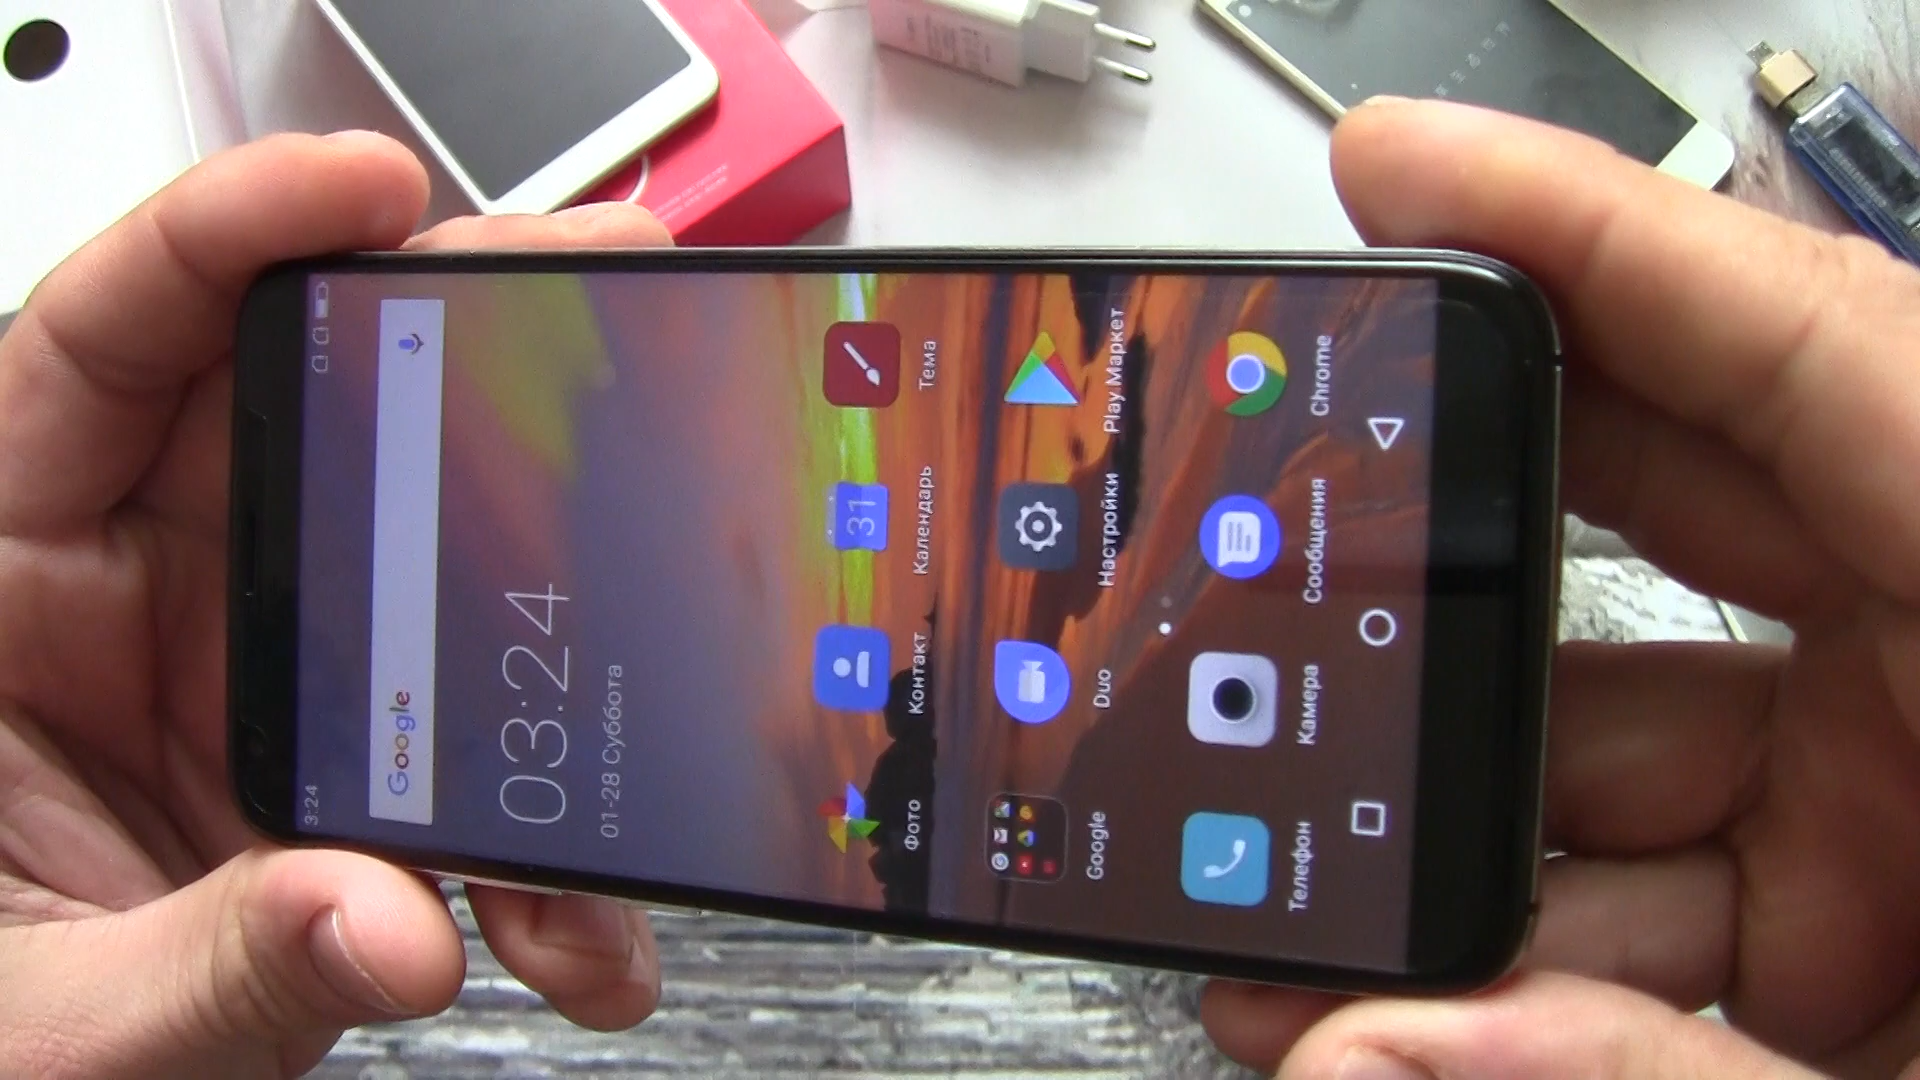 3:24
Google
03:24
01-28 Суббота
Фото
Контакт
31
Календарь
Тема
Google
Duo
Настройки
Play Маркет
Телефон
Камера
Сообщения
Chrome